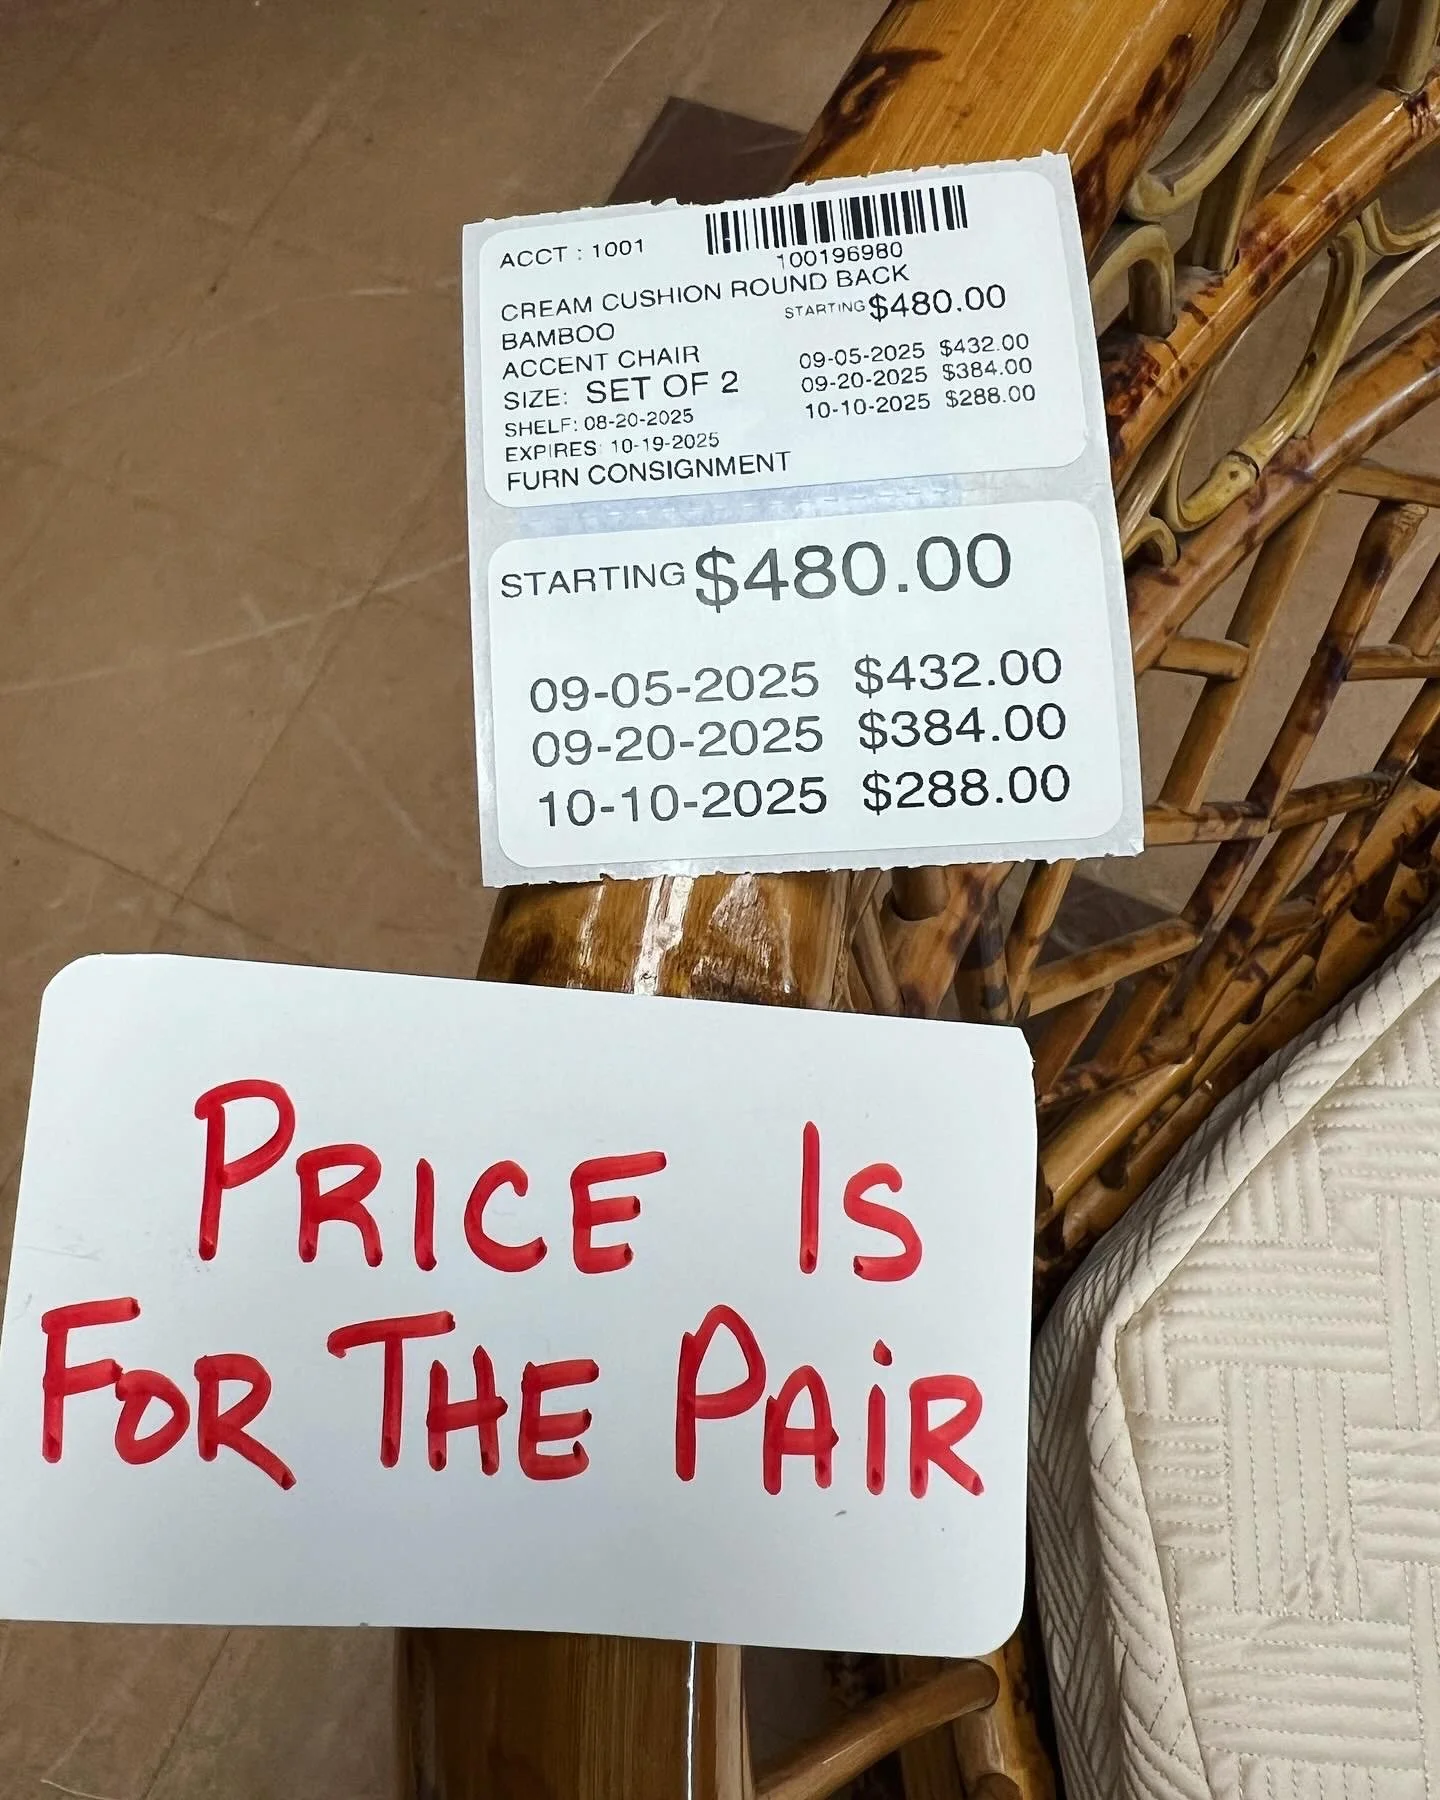 ACCT : 1001
100196980
CREAM CUSHION ROUND BACK
BAMBOO
STARTING $480.00
ACCENT CHAIR
SIZE: SET OF 2
SHELF: 08-20-2025
EXPIRES: 10-19-2025
FURN CONSIGNMENT
09-05-2025 $432.00
09-20-2025 $384.00
10-10-2025 $288.00
STARTING $480.00
09-05-2025 $432.00
09-20-2025 $384.00
10-10-2025 $288.00
PRICE IS
FOR THE PAiR